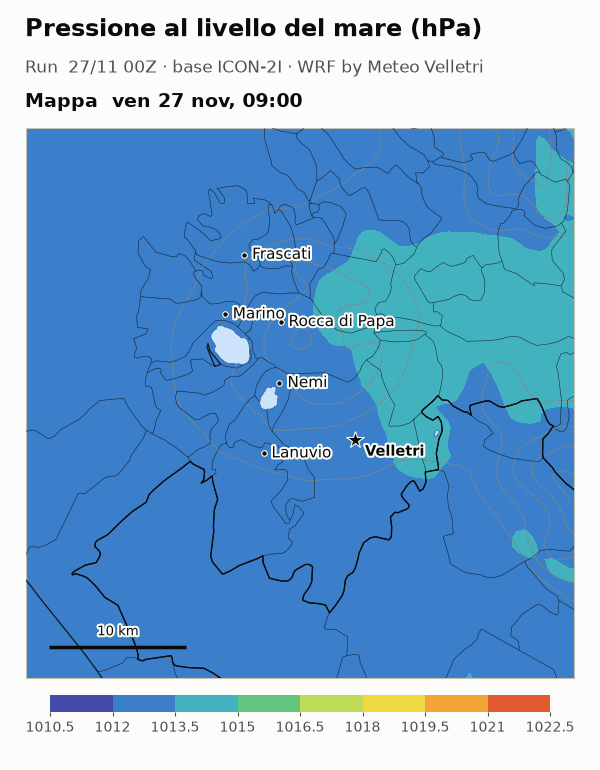 Pressione al livello del mare (hPa)
Run  27/11 00Z · base ICON-2I · WRF by Meteo Velletri
Mappa  ven 27 nov, 09:00
Frascati
Marino
Rocca di Papa
Nemi
Lanuvio
Velletri
10 km
1010.5 1012 1013.5 1015 1016.5 1018 1019.5 1021 1022.5